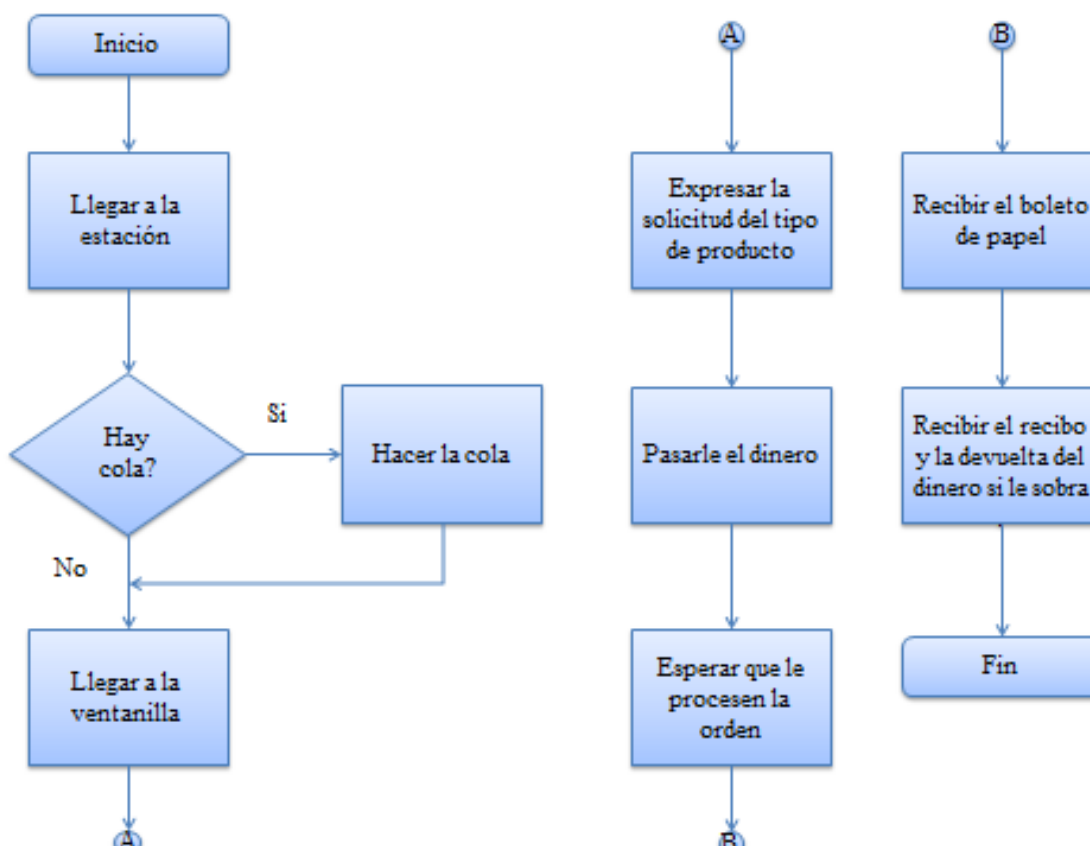 Inicio
Llegar a la
estación
Hay
cola?
Si
Hacer la cola
No
Llegar a la
ventanilla
A
A
Expresar la
solicitud del tipo
de producto
Pasarle el dinero
Esperar que le
procesen la
orden
B
B
Recibir el boleto
de papel
Recibir el recibo
y la devuelta del
dinero si le sobra
Fin